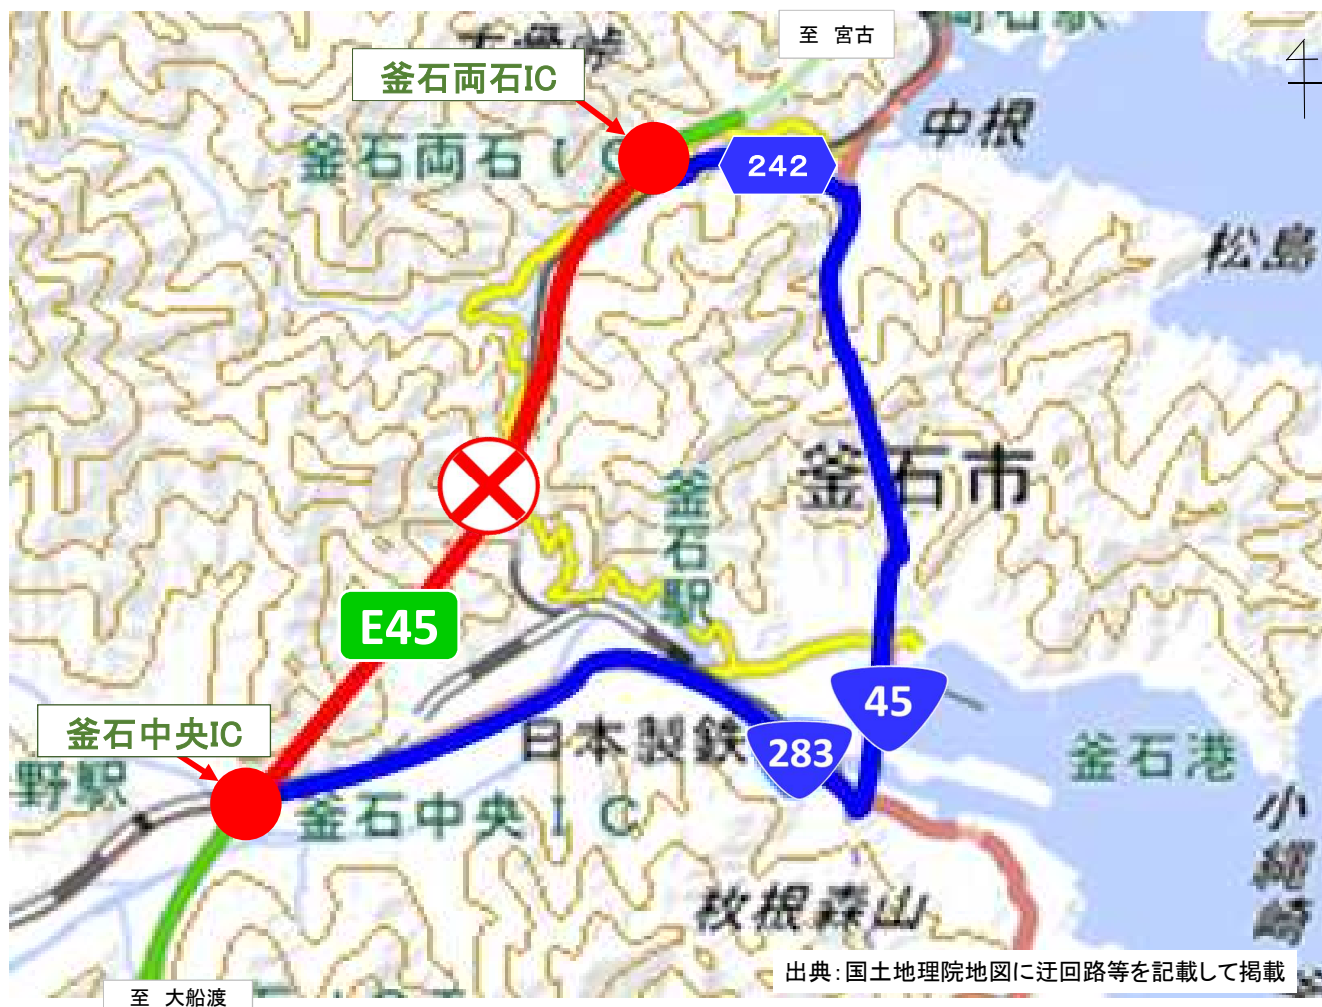 至 宮古
釜石両石IC
中根
釜石両石IC
242
松島
釜石市
釜石駅
E45
45
釜石中央IC
日本製鉄
283
釜石港
野駅
釜石中央IC
小縄崎
枚根森山
出典：国土地理院地図に迂回路等を記載して掲載
至 大船渡